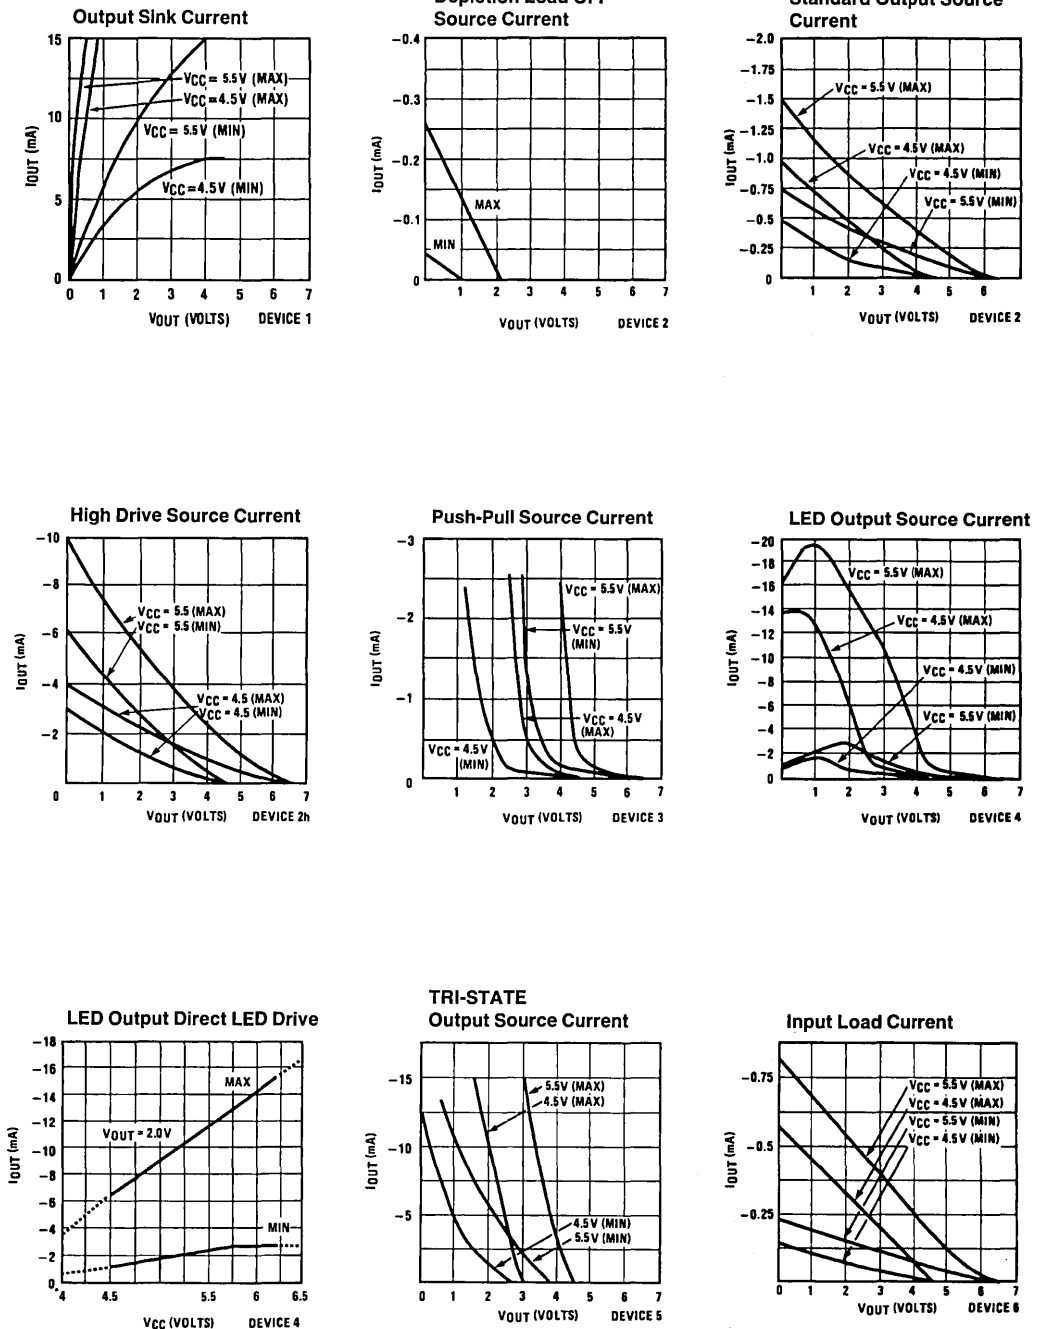 Output Sink Current
15
10
5
0
IOUT (mA)
VCC = 5.5V (MAX)
VCC = 4.5V (MAX)
VCC = 5.5V (MIN)
VCC = 4.5V (MIN)
0 1 2 3 4 5 6 7
VOUT (VOLTS) DEVICE 1
Source Current
-0.4
-0.3
-0.2
-0.1
0
IOUT (mA)
MAX
MIN
1 2 3 4 5 6 7
VOUT (VOLTS) DEVICE 2
Standard Output Source
Current
-2.0
-1.75
-1.5
-1.25
-1.0
-0.75
-0.5
-0.25
0
IOUT (mA)
VCC = 5.5V (MAX)
VCC = 4.5V (MAX)
VCC = 4.5V (MIN)
VCC = 5.5V (MIN)
1 2 3 4 5 6
VOUT (VOLTS) DEVICE 2
High Drive Source Current
-10
-8
-6
-4
-2
IOUT (mA)
VCC = 5.5 (MAX)
VCC = 5.5 (MIN)
VCC = 4.5 (MAX)
VCC = 4.5 (MIN)
0 1 2 3 4 5 6 7
VOUT (VOLTS) DEVICE 2h
Push-Pull Source Current
-3
-2
-1
0
IOUT (mA)
VCC = 5.5V (MAX)
VCC = 5.5V
(MIN)
VCC = 4.5V
(MAX)
VCC = 4.5V
(MIN)
1 2 3 4 5 6 7
VOUT (VOLTS) DEVICE 3
LED Output Source Current
-20
-18
-16
-14
-12
-10
-8
-6
-4
-2
0
IOUT (mA)
VCC = 5.5V (MAX)
VCC = 4.5V (MAX)
VCC = 4.5V (MIN)
VCC = 5.5V (MIN)
1 2 3 4 5 6 7
VOUT (VOLTS) DEVICE 4
LED Output Direct LED Drive
-18
-16
-14
-12
-10
-8
-6
-4
-2
0
IOUT (mA)
MAX
VOUT = 2.0V
MIN
4 4.5 5.5 6 6.5
VCC (VOLTS) DEVICE 4
TRI-STATE
Output Source Current
-15
-10
-5
IOUT (mA)
5.5V (MAX)
4.5V (MAX)
4.5V (MIN)
5.5V (MIN)
0 1 2 3 4 5 6 7
VOUT (VOLTS) DEVICE 5
Input Load Current
-0.75
-0.5
-0.25
IOUT (mA)
VCC = 5.5V (MAX)
VCC = 4.5V (MAX)
VCC = 5.5V (MIN)
VCC = 4.5V (MIN)
0 1 2 3 4 5 6 7
VOUT (VOLTS) DEVICE 6